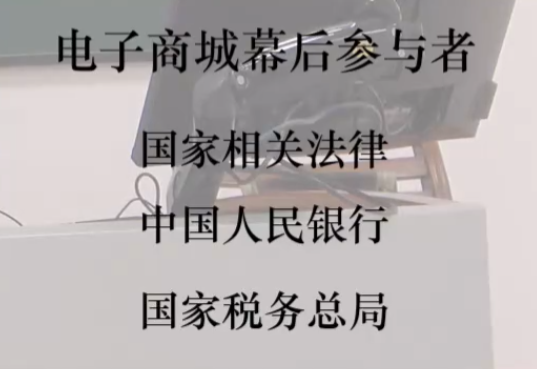 电子商城幕后参与者
国家相关法律
中国人民银行
国家税务总局